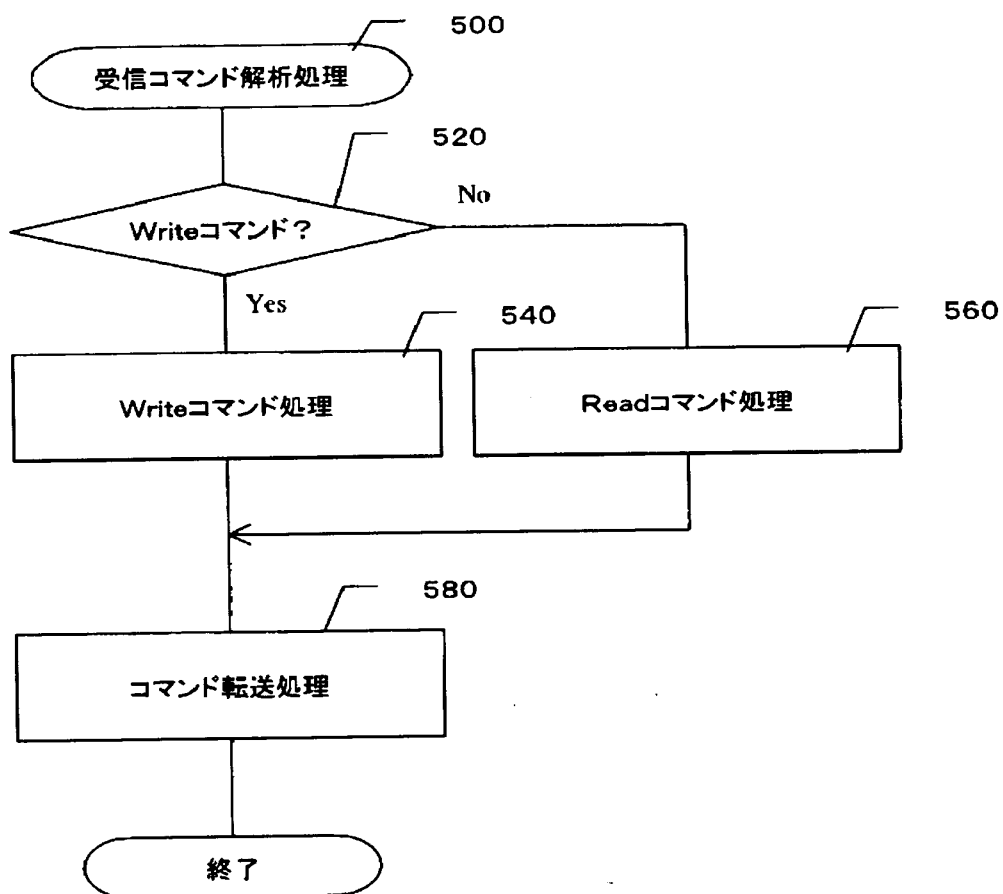 500
受信コマンド解析処理
520
No
Writeコマンド？
Yes
540
560
Writeコマンド処理
Readコマンド処理
580
コマンド転送処理
終了